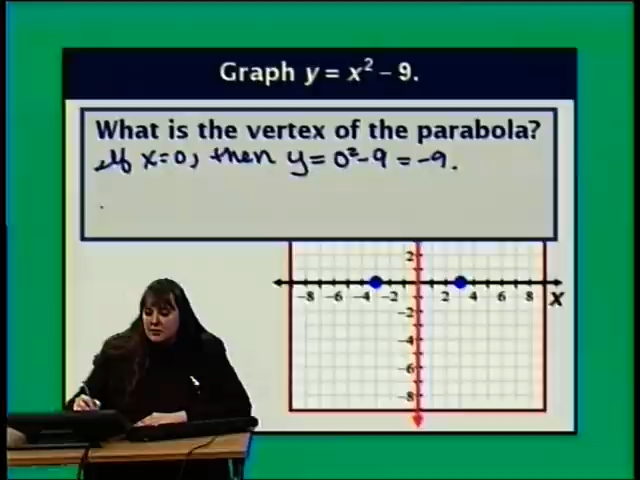 Graph y = x² − 9.
What is the vertex of the parabola?
If x=0, then y=0²-9=-9.
2
-8 -6 -4 -2 2 4 6 8 x
-2
-4
-6
-8